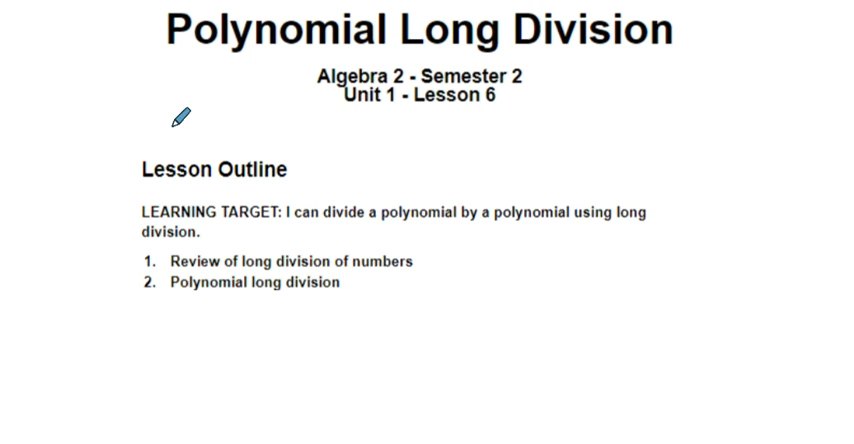 Polynomial Long Division
Algebra 2 - Semester 2
Unit 1 - Lesson 6
Lesson Outline
LEARNING TARGET: I can divide a polynomial by a polynomial using long
division.
1. Review of long division of numbers
2. Polynomial long division